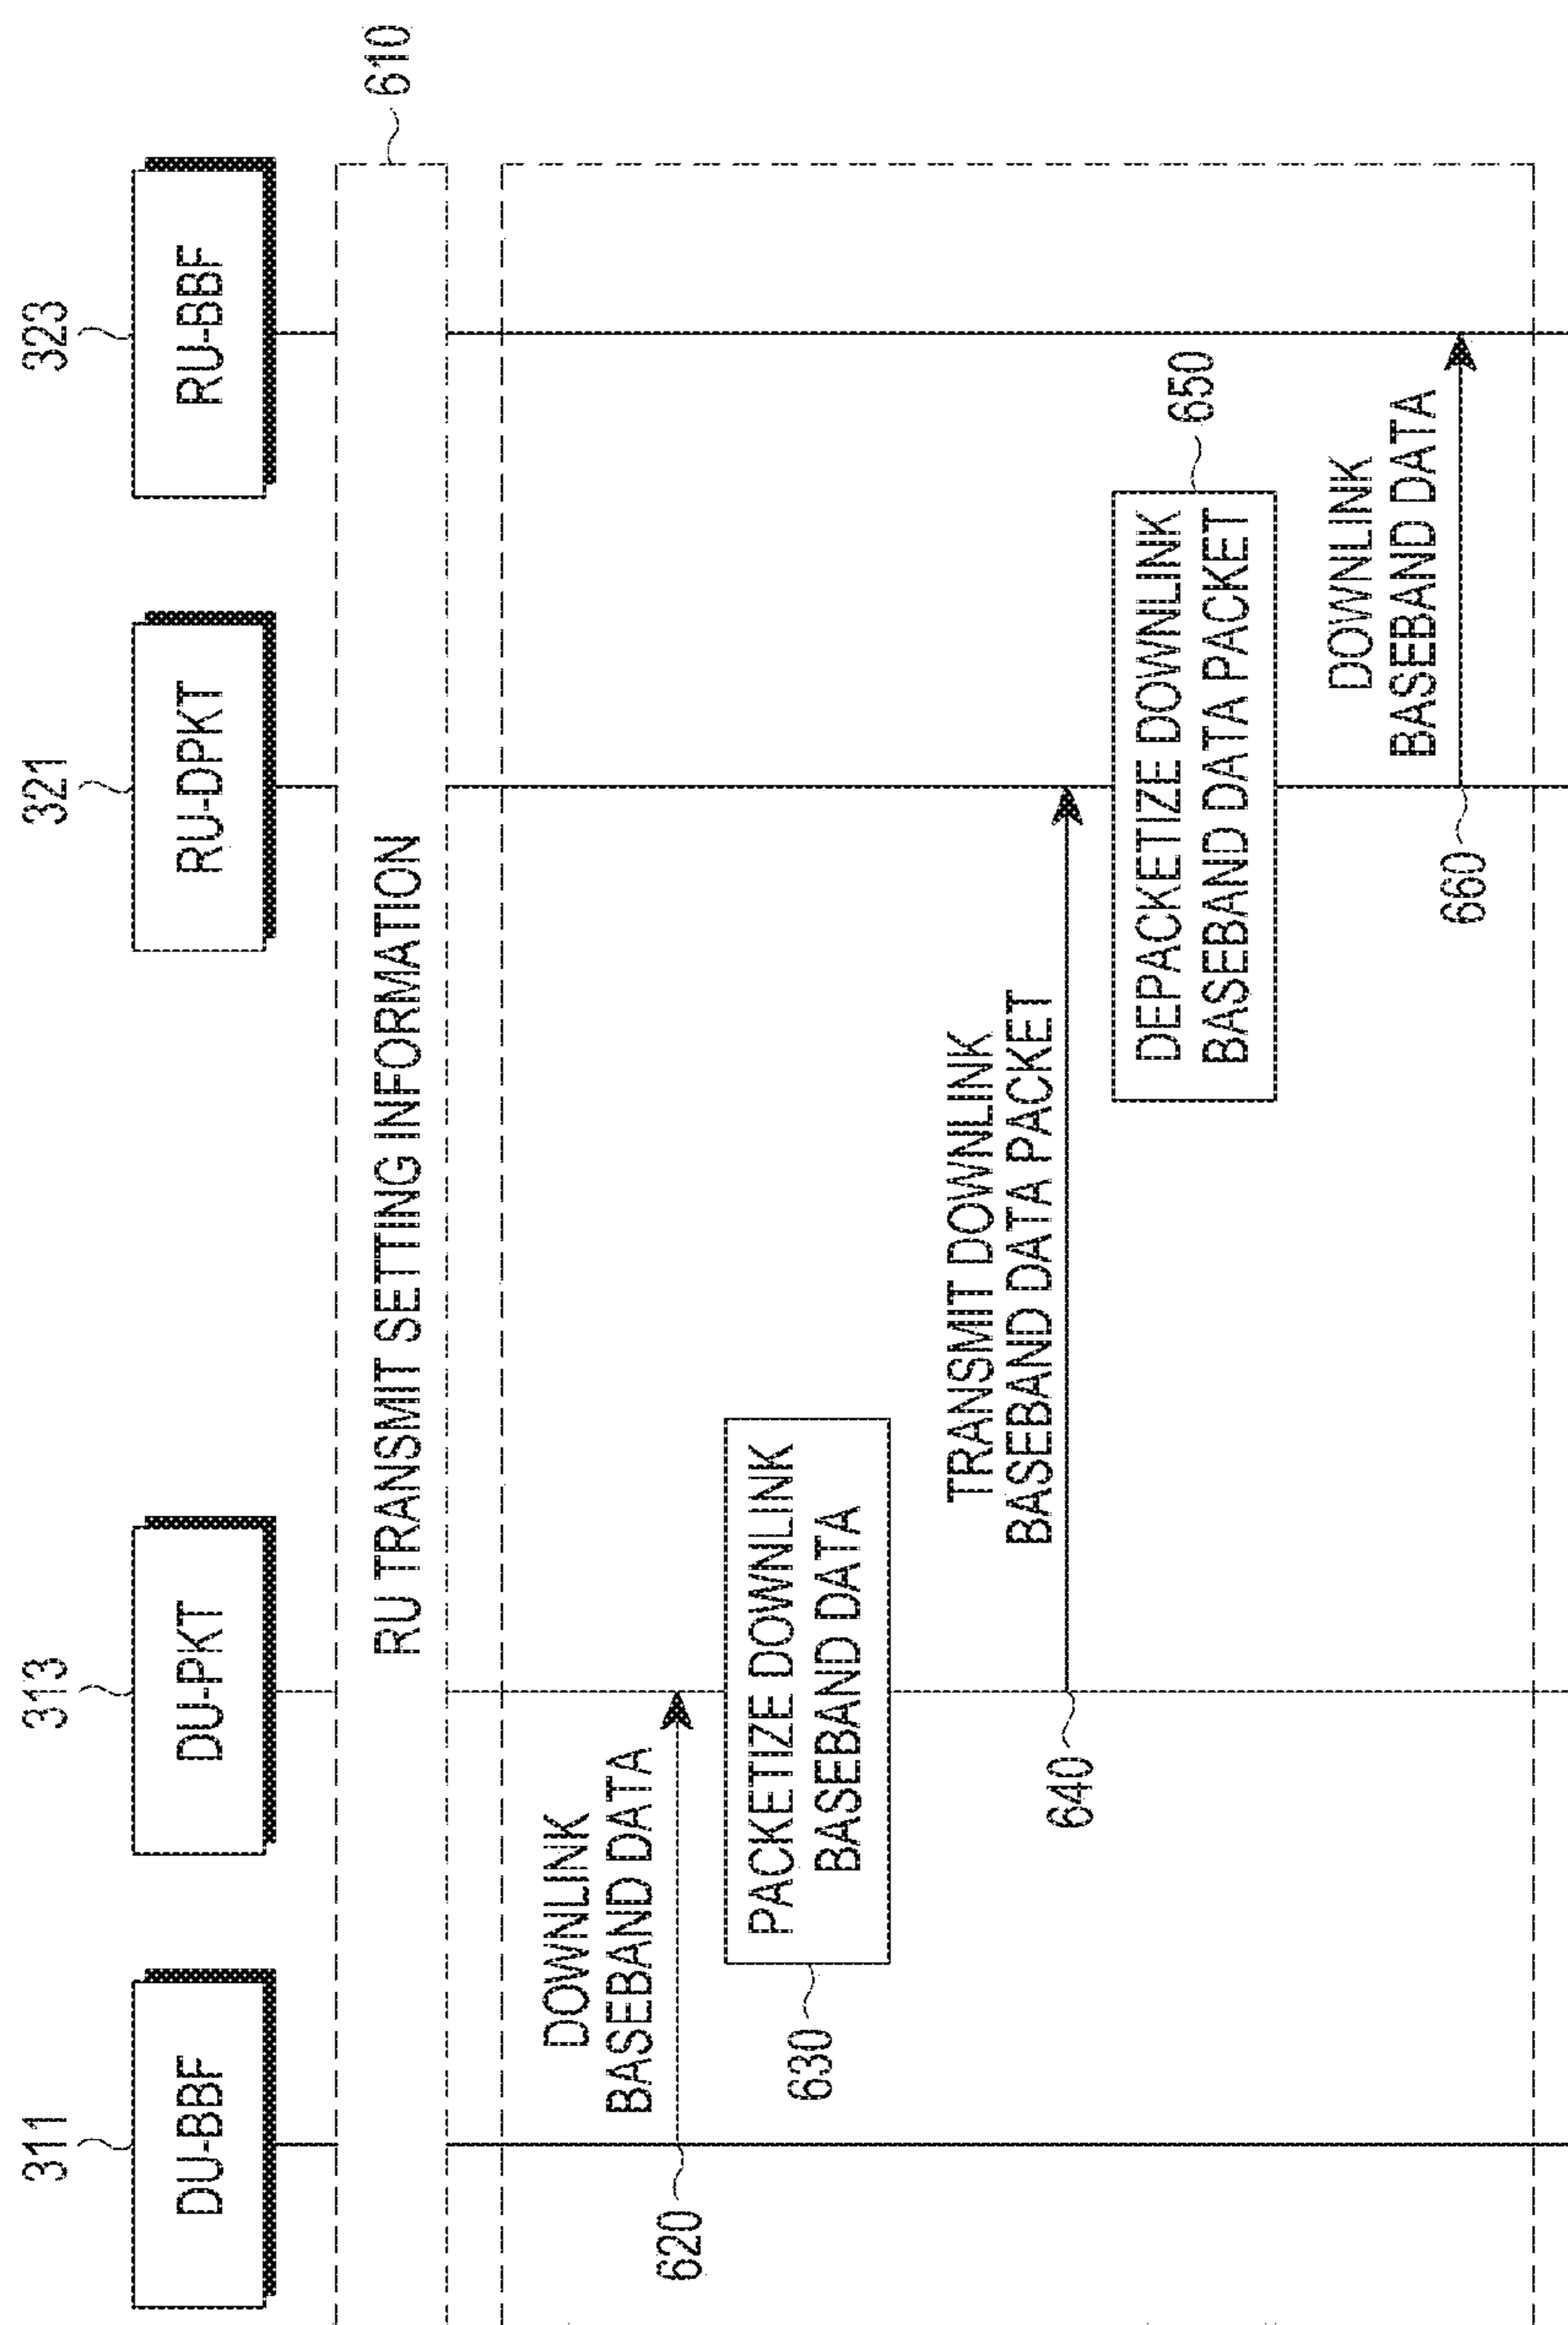 311
313
321
323
DU-BBF
DU-PKT
RU-DPKT
RU-BBF
RU TRANSMIT SETTING INFORMATION
610
DOWNLINK
BASEBAND DATA
620
PACKETIZE DOWNLINK
BASEBAND DATA
630
TRANSMIT DOWNLINK
BASEBAND DATA PACKET
640
DEPACKETIZE DOWNLINK
BASEBAND DATA PACKET
650
DOWNLINK
BASEBAND DATA
660